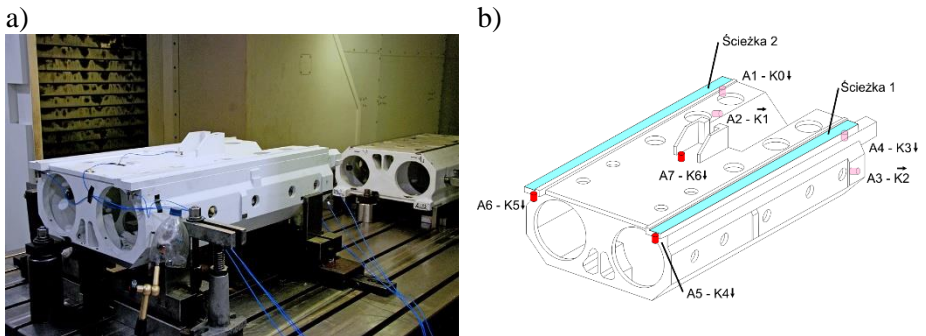 a)
b)
Ścieżka 2
A1 - K0↓
Ścieżka 1
A2 - K1
A4 - K3↓
A7 - K6↓
A3 - K2
A6 - K5↓
A5 - K4↓